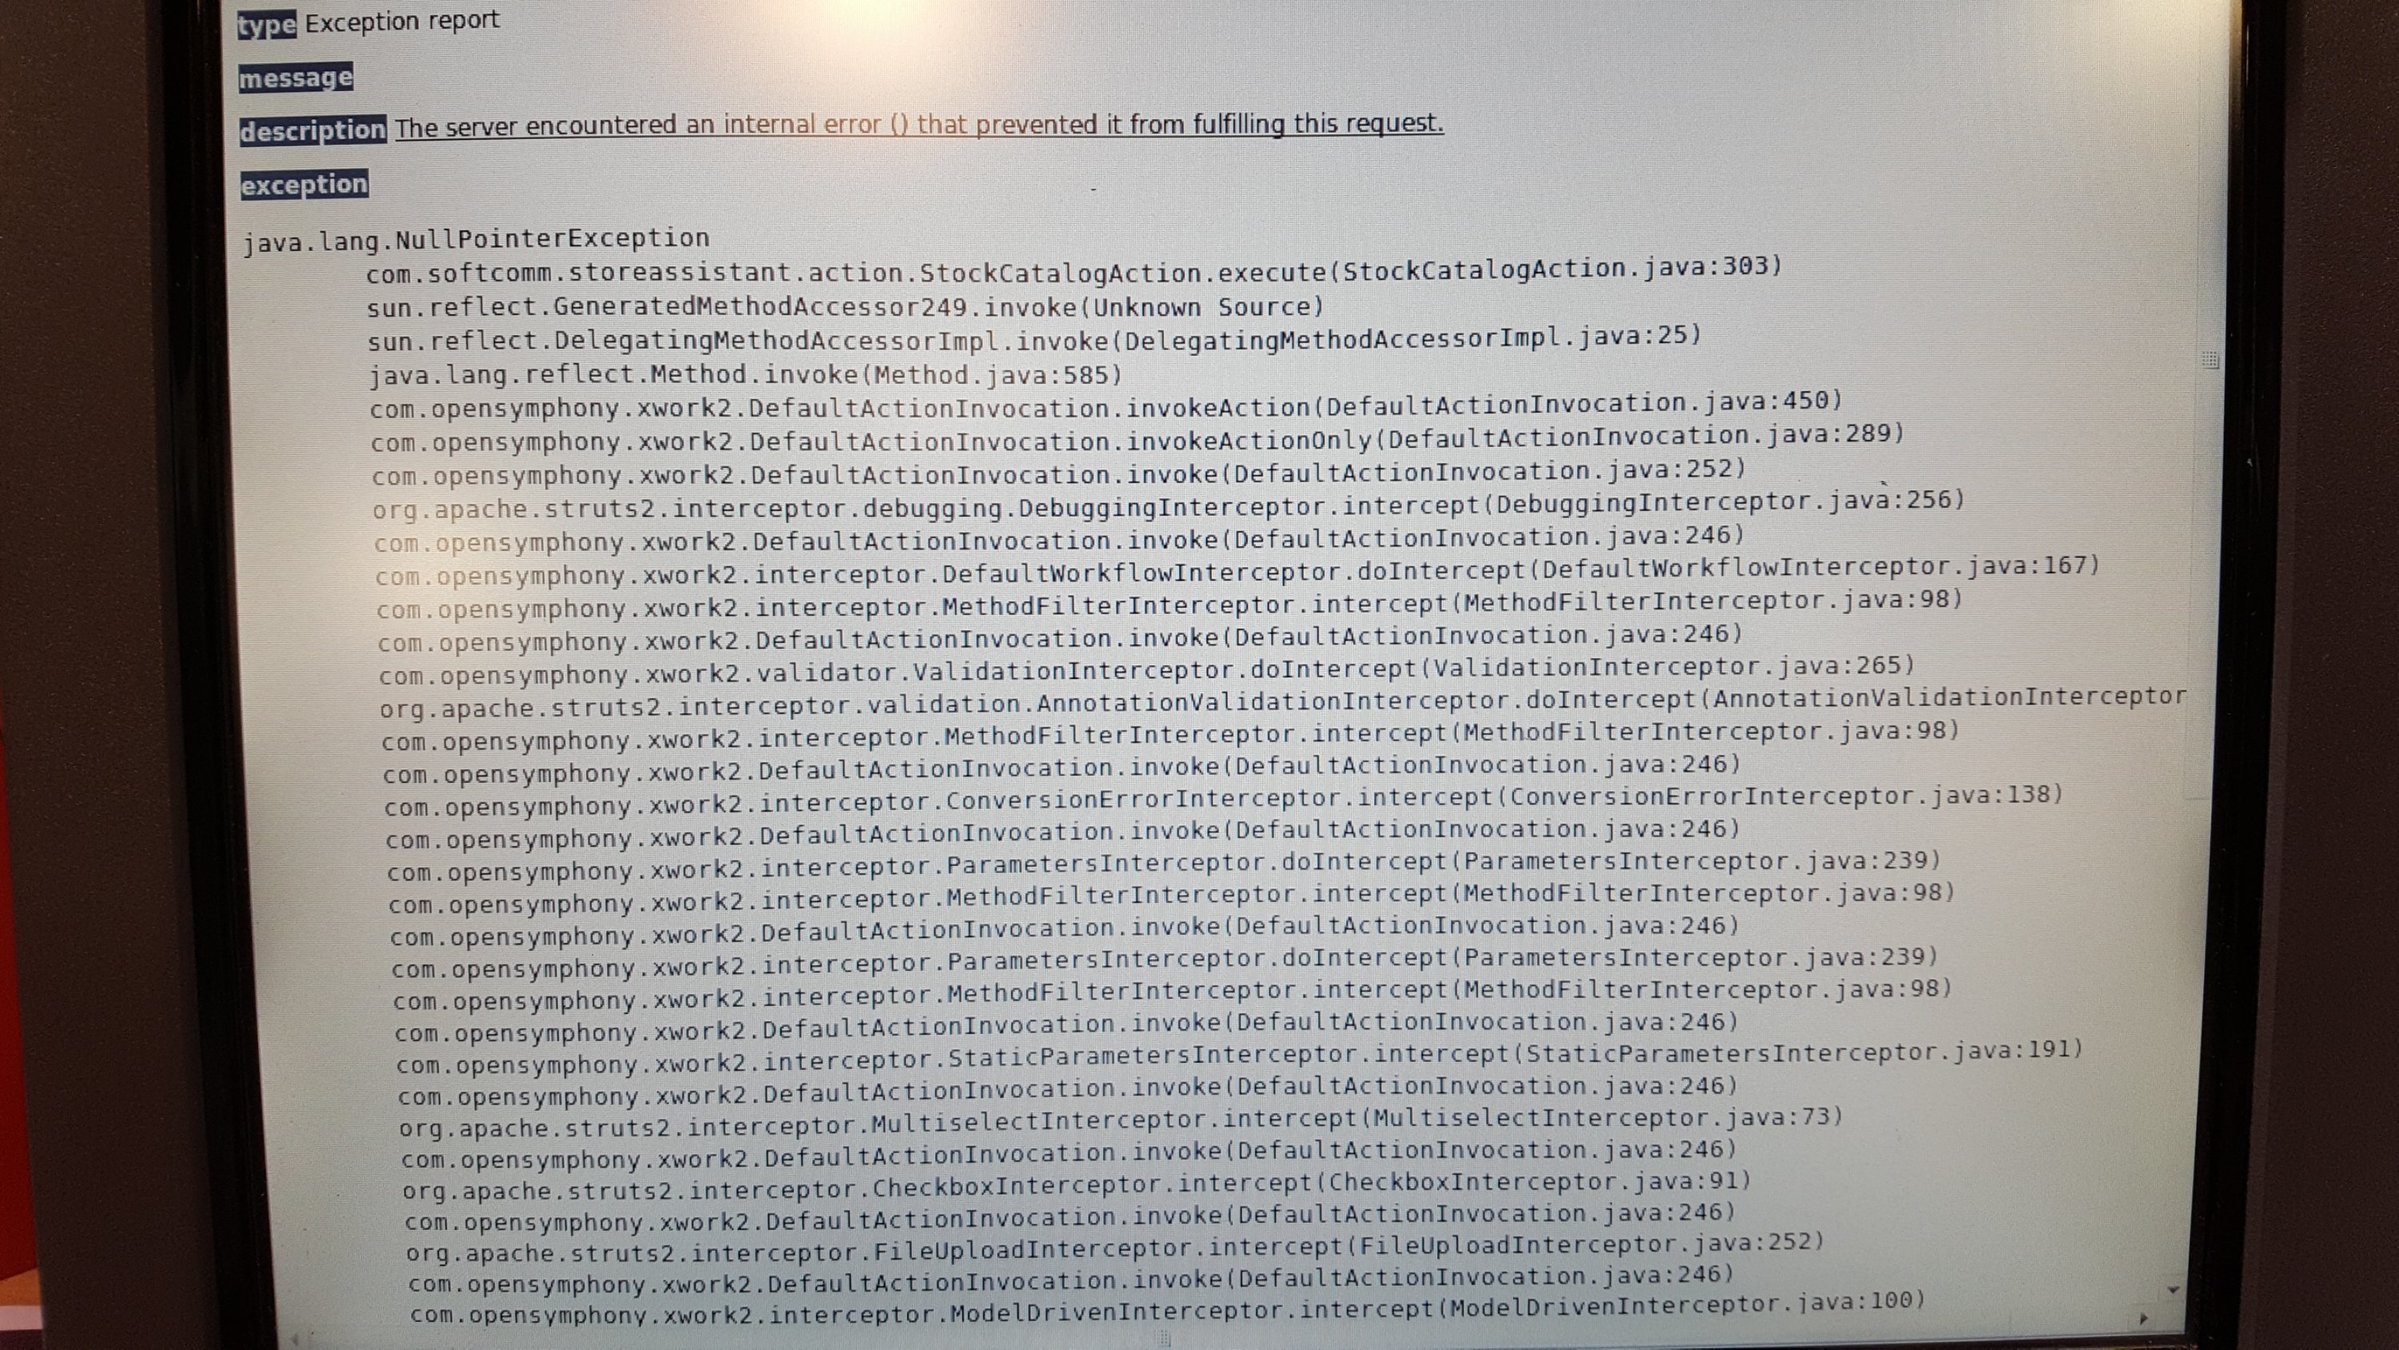 type Exception report
message
description The server encountered an internal error () that prevented it from fulfilling this request.
exception
java.lang.NullPointerException
com.softcomm.storeassistant.action.StockCatalogAction.execute(StockCatalogAction.java:303)
sun.reflect.GeneratedMethodAccessor249.invoke(Unknown Source)
sun.reflect.DelegatingMethodAccessorImpl.invoke(DelegatingMethodAccessorImpl.java:25)
java.lang.reflect.Method.invoke(Method.java:585)
com.opensymphony.xwork2.DefaultActionInvocation.invokeAction(DefaultActionInvocation.java:450)
com.opensymphony.xwork2.DefaultActionInvocation.invokeActionOnly(DefaultActionInvocation.java:289)
com.opensymphony.xwork2.DefaultActionInvocation.invoke(DefaultActionInvocation.java:252)
org.apache.struts2.interceptor.debugging.DebuggingInterceptor.intercept(DebuggingInterceptor.java:256)
com.opensymphony.xwork2.DefaultActionInvocation.invoke(DefaultActionInvocation.java:246)
com.opensymphony.xwork2.interceptor.DefaultWorkflowInterceptor.doIntercept(DefaultWorkflowInterceptor.java:167)
com.opensymphony.xwork2.interceptor.MethodFilterInterceptor.intercept(MethodFilterInterceptor.java:98)
com.opensymphony.xwork2.DefaultActionInvocation.invoke(DefaultActionInvocation.java:246)
com.opensymphony.xwork2.validator.ValidationInterceptor.doIntercept(ValidationInterceptor.java:265)
org.apache.struts2.interceptor.validation.AnnotationValidationInterceptor.doIntercept(AnnotationValidationInterceptor
com.opensymphony.xwork2.interceptor.MethodFilterInterceptor.intercept(MethodFilterInterceptor.java:98)
com.opensymphony.xwork2.DefaultActionInvocation.invoke(DefaultActionInvocation.java:246)
com.opensymphony.xwork2.interceptor.ConversionErrorInterceptor.intercept(ConversionErrorInterceptor.java:138)
com.opensymphony.xwork2.DefaultActionInvocation.invoke(DefaultActionInvocation.java:246)
com.opensymphony.xwork2.interceptor.ParametersInterceptor.doIntercept(ParametersInterceptor.java:239)
com.opensymphony.xwork2.interceptor.MethodFilterInterceptor.intercept(MethodFilterInterceptor.java:98)
com.opensymphony.xwork2.DefaultActionInvocation.invoke(DefaultActionInvocation.java:246)
com.opensymphony.xwork2.interceptor.ParametersInterceptor.doIntercept(ParametersInterceptor.java:239)
com.opensymphony.xwork2.interceptor.MethodFilterInterceptor.intercept(MethodFilterInterceptor.java:98)
com.opensymphony.xwork2.DefaultActionInvocation.invoke(DefaultActionInvocation.java:246)
com.opensymphony.xwork2.interceptor.StaticParametersInterceptor.intercept(StaticParametersInterceptor.java:191)
com.opensymphony.xwork2.DefaultActionInvocation.invoke(DefaultActionInvocation.java:246)
org.apache.struts2.interceptor.MultiselectInterceptor.intercept(MultiselectInterceptor.java:73)
com.opensymphony.xwork2.DefaultActionInvocation.invoke(DefaultActionInvocation.java:246)
org.apache.struts2.interceptor.CheckboxInterceptor.intercept(CheckboxInterceptor.java:91)
com.opensymphony.xwork2.DefaultActionInvocation.invoke(DefaultActionInvocation.java:246)
org.apache.struts2.interceptor.FileUploadInterceptor.intercept(FileUploadInterceptor.java:252)
com.opensymphony.xwork2.DefaultActionInvocation.invoke(DefaultActionInvocation.java:246)
com.opensymphony.xwork2.interceptor.ModelDrivenInterceptor.intercept(ModelDrivenInterceptor.java:100)